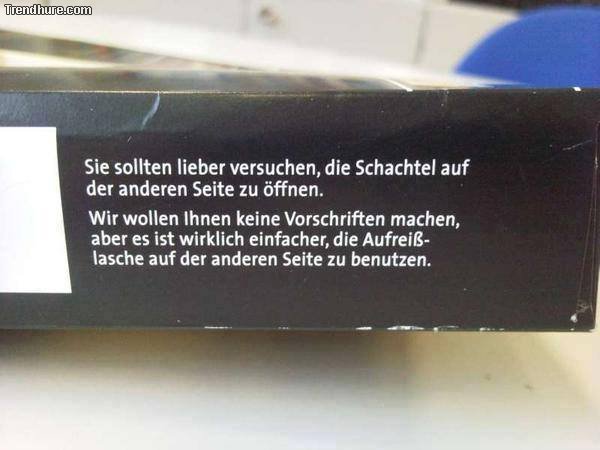 Trendhure.com
Sie sollten lieber versuchen, die Schachtel auf
der anderen Seite zu öffnen.
Wir wollen Ihnen keine Vorschriften machen,
aber es ist wirklich einfacher, die Aufreiß-
lasche auf der anderen Seite zu benutzen.